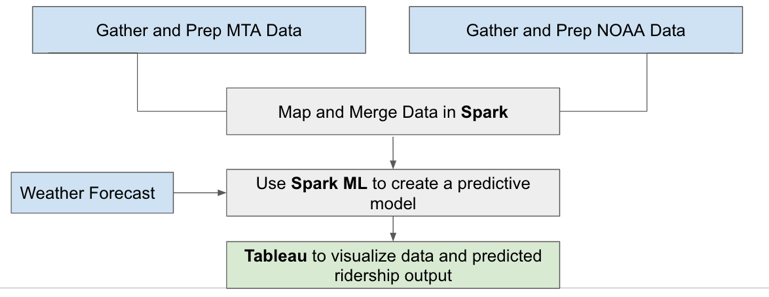 Gather and Prep MTA Data
Gather and Prep NOAA Data
Map and Merge Data in Spark
Weather Forecast
Use Spark ML to create a predictive
model
Tableau to visualize data and predicted
ridership output